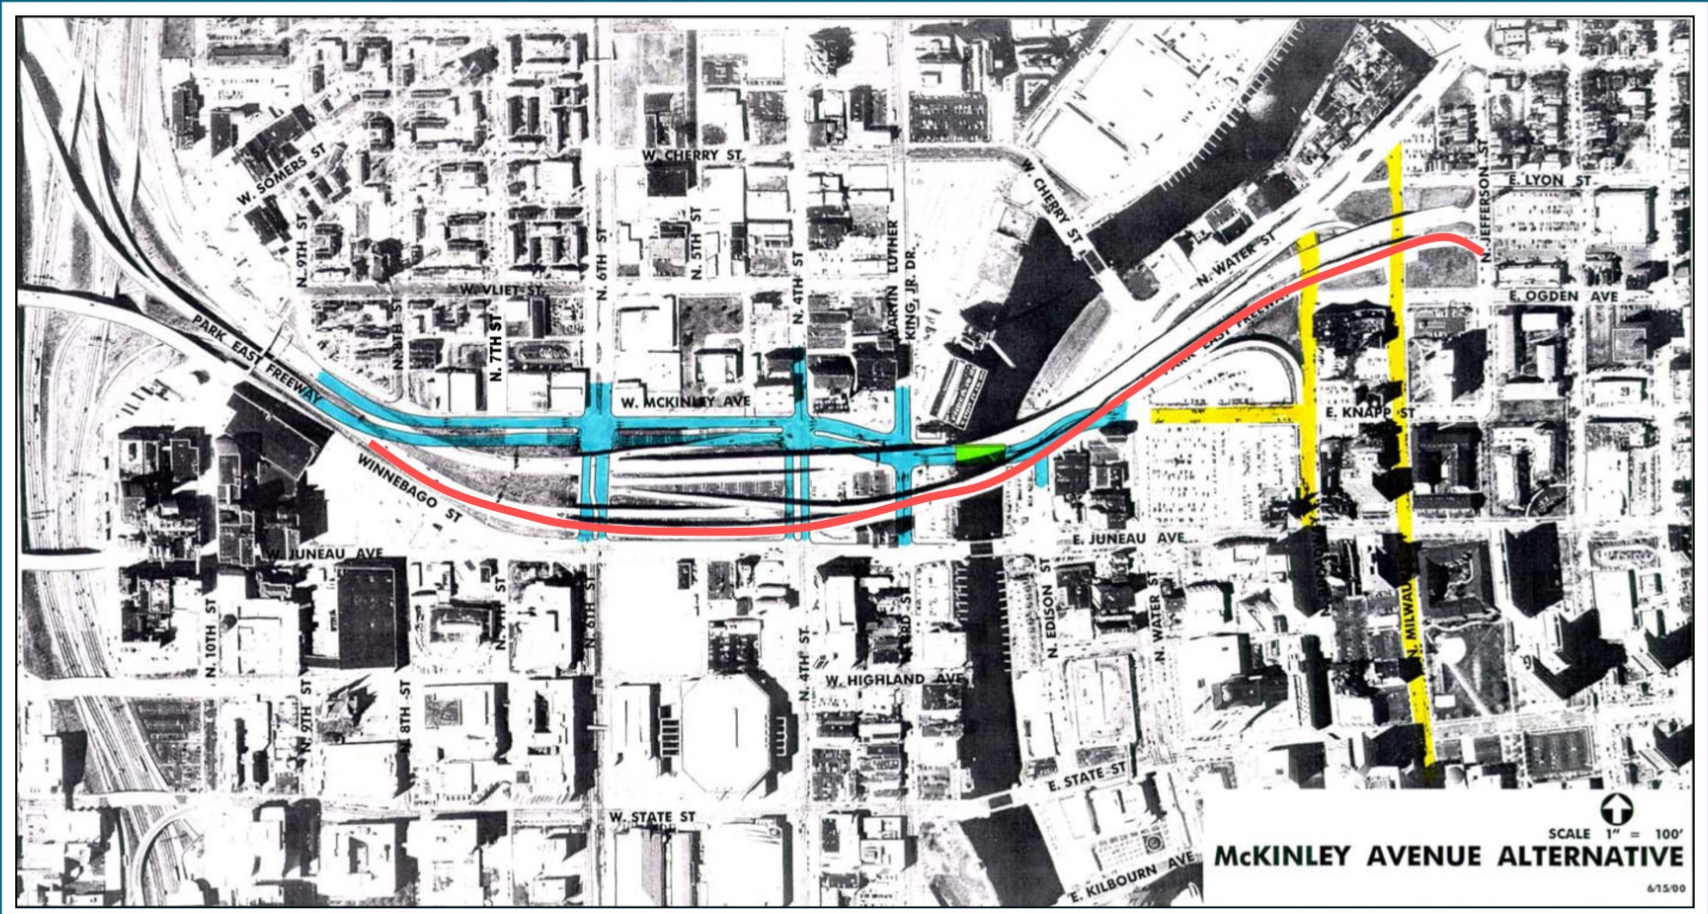 W. CHERRY ST
W. SOMERS ST
W. CHERRY ST
E. LYON ST
N. JEFFERSON ST
N. 9TH ST
N. 6TH ST
N. 5TH ST
N. 4TH ST
MARTIN LUTHER
KING, JR. DR.
N. WATER ST
W. VLIET ST
E. OGDEN AVE
N. 8TH ST
PARK EAST
FREEWAY
N. 7TH ST
PARK EAST FREEWAY
W. McKINLEY AVE
E. KNAPP ST
WINNEBAGO ST
W. JUNEAU AVE
E. JUNEAU AVE
N. 10TH ST
N. 6TH ST
N. 4TH ST.
N. EDISON ST
N. WATER ST
N. MILWAU
W. HIGHLAND AVE
N. 9TH ST
N. 8TH ST
E. STATE ST
W. STATE ST
E. KILBOURN AVE
SCALE 1" = 100'
McKINLEY AVENUE ALTERNATIVE
6/15/00